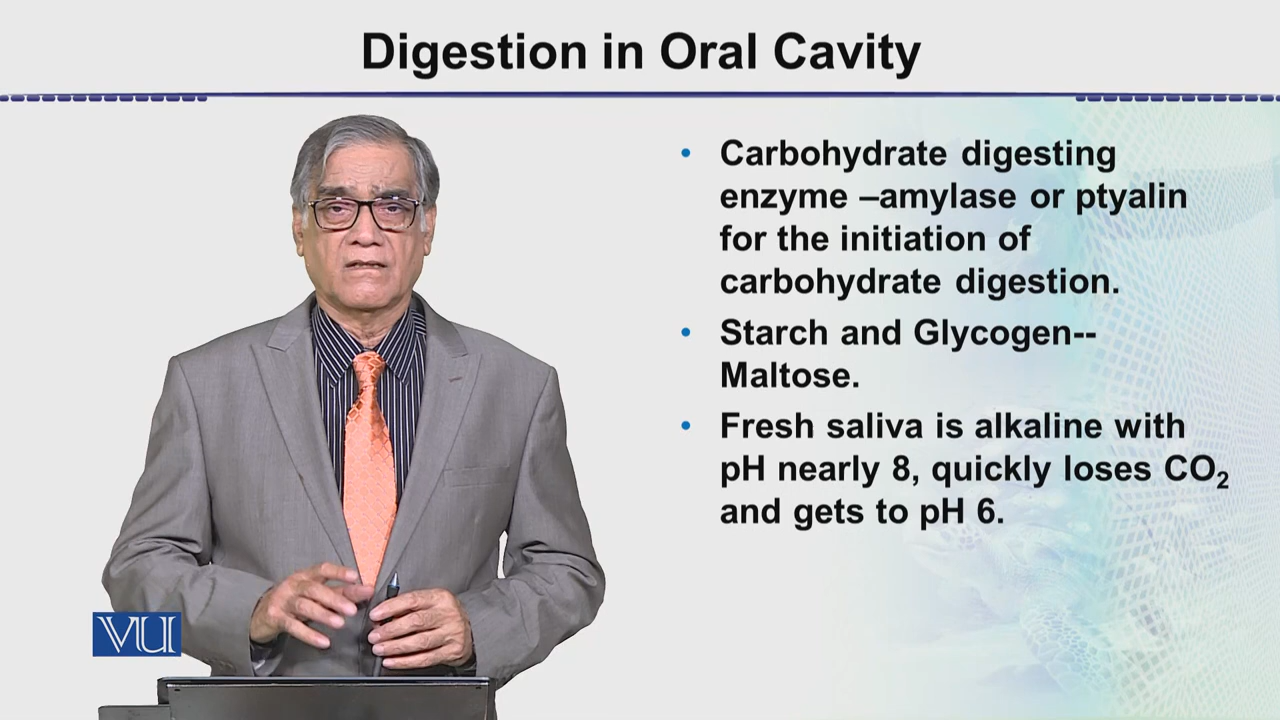 Digestion in Oral Cavity
• Carbohydrate digesting
enzyme –amylase or ptyalin
for the initiation of
carbohydrate digestion.
• Starch and Glycogen--
Maltose.
• Fresh saliva is alkaline with
pH nearly 8, quickly loses CO₂
and gets to pH 6.
VU